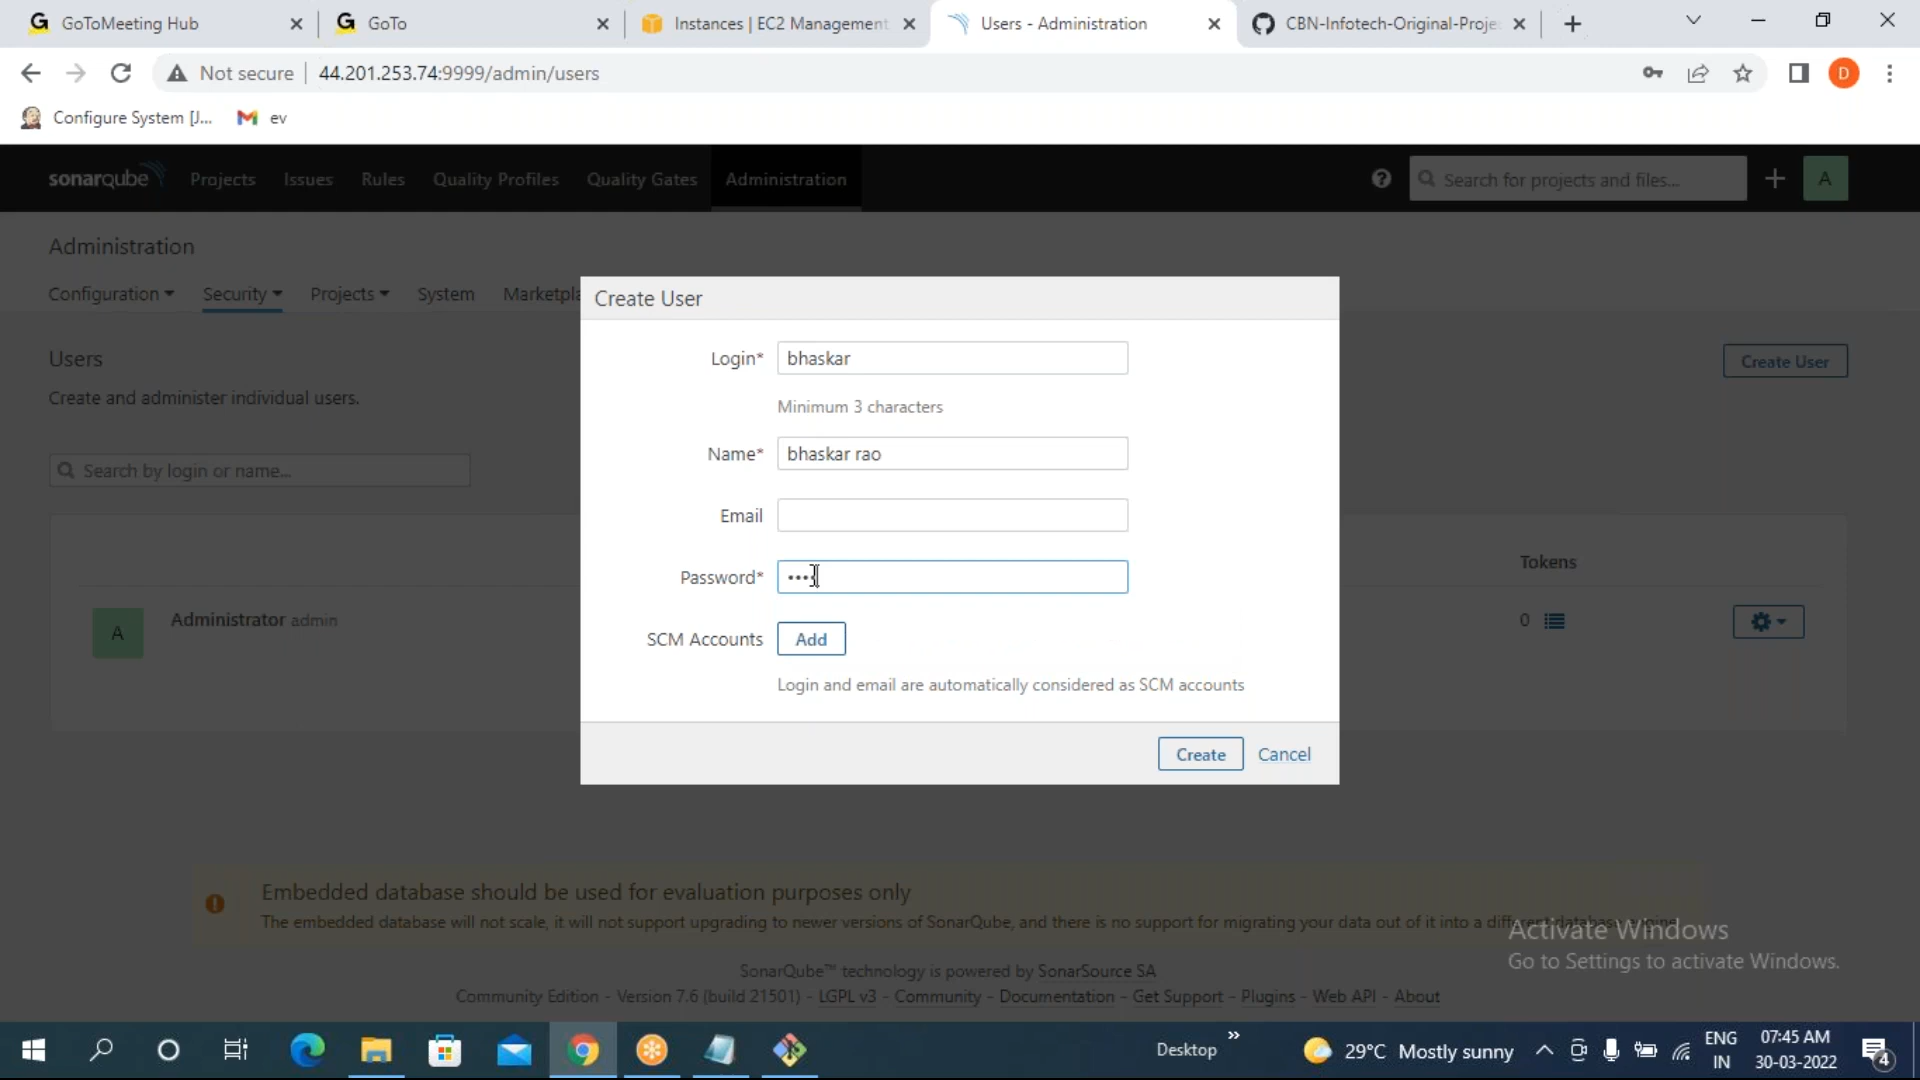 GoToMeeting Hub
GoTo
Instances | EC2 Management
Users - Administration
CBN-Infotech-Original-Proje
Not secure
44.201.253.74:9999/admin/users
D
Configure System [J...
ev
sonarqube
Projects
Issues
Rules
Quality Profiles
Quality Gates
Administration
Search for projects and files...
A
Administration
Configuration
Security
Projects
System
Marketpla
Create User
Users
Create User
Create and administer individual users.
Login*
bhaskar
Minimum 3 characters
Name*
bhaskar rao
Search by login or name...
Email
Password*
Tokens
A
Administrator admin
0
SCM Accounts
Add
Login and email are automatically considered as SCM accounts
Create
Cancel
Embedded database should be used for evaluation purposes only
The embedded database will not scale, it will not support upgrading to newer versions of SonarQube, and there is no support for migrating your data out of it into a different database engine.
Activate Windows
Go to Settings to activate Windows.
SonarQube™ technology is powered by SonarSource SA
Community Edition - Version 7.6 (build 21501) - LGPL v3 - Community - Documentation - Get Support - Plugins - Web API - About
Desktop
29°C Mostly sunny
ENG
IN
07:45 AM
30-03-2022
4